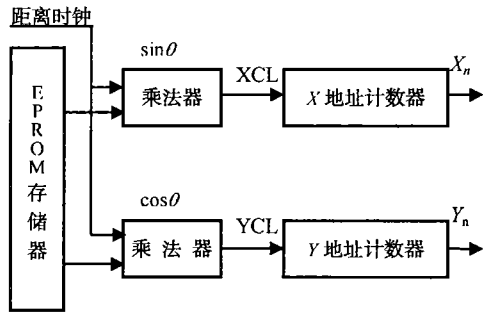 距离时钟
EPROM存储器
sinθ
乘法器
XCL
X 地址计数器
Xn
cosθ
乘 法 器
YCL
Y 地址计数器
Yn